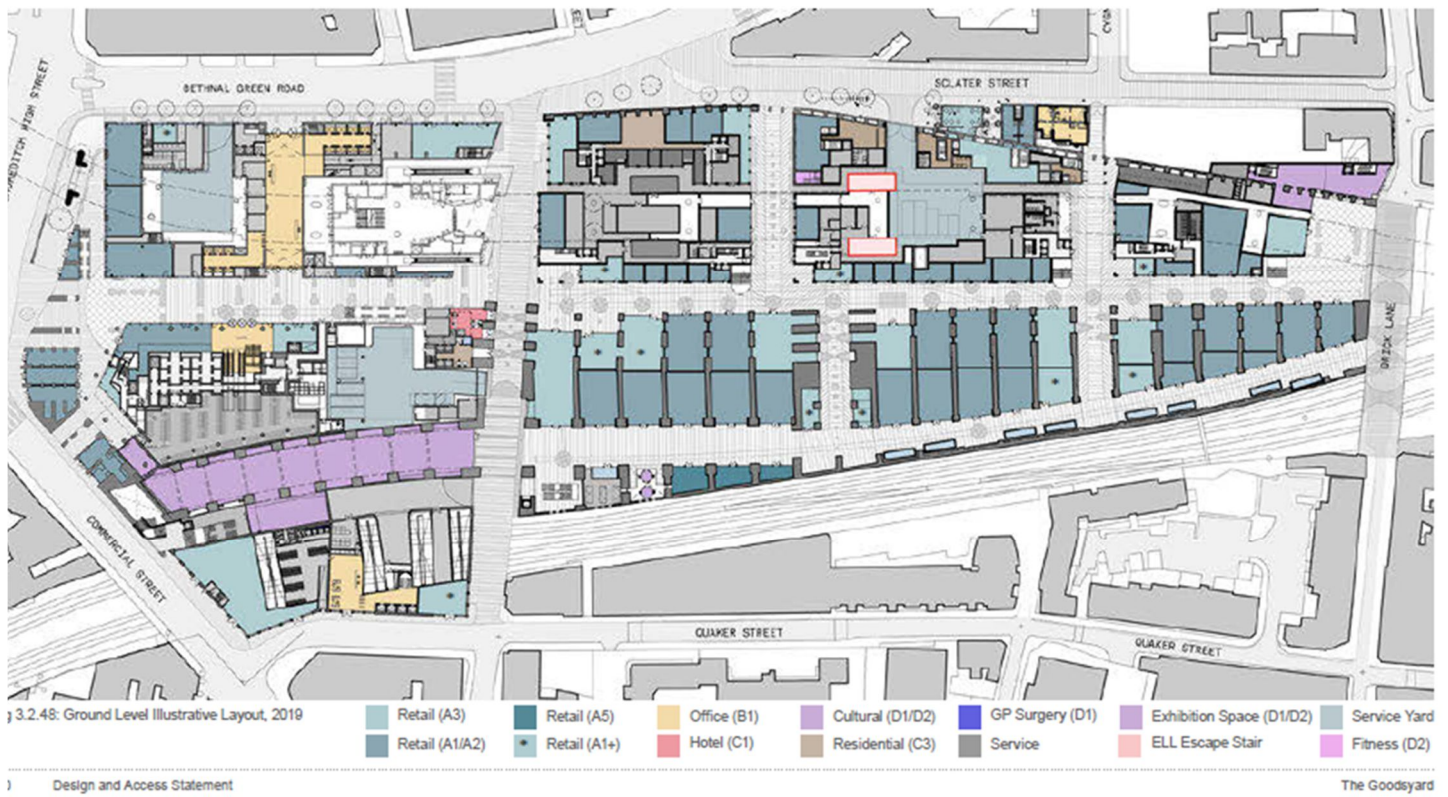 BETHNAL GREEN ROAD
SCLATER STREET
BRICK LANE
COMMERCIAL STREET
QUAKER STREET
QUAKER STREET
g 3.2.48: Ground Level Illustrative Layout, 2019
Retail (A3)
Retail (A5)
Office (B1)
Cultural (D1/D2)
GP Surgery (D1)
Exhibition Space (D1/D2)
Service Yard
Retail (A1/A2)
Retail (A1+)
Hotel (C1)
Residential (C3)
Service
ELL Escape Stair
Fitness (D2)
Design and Access Statement
The Goodsyard